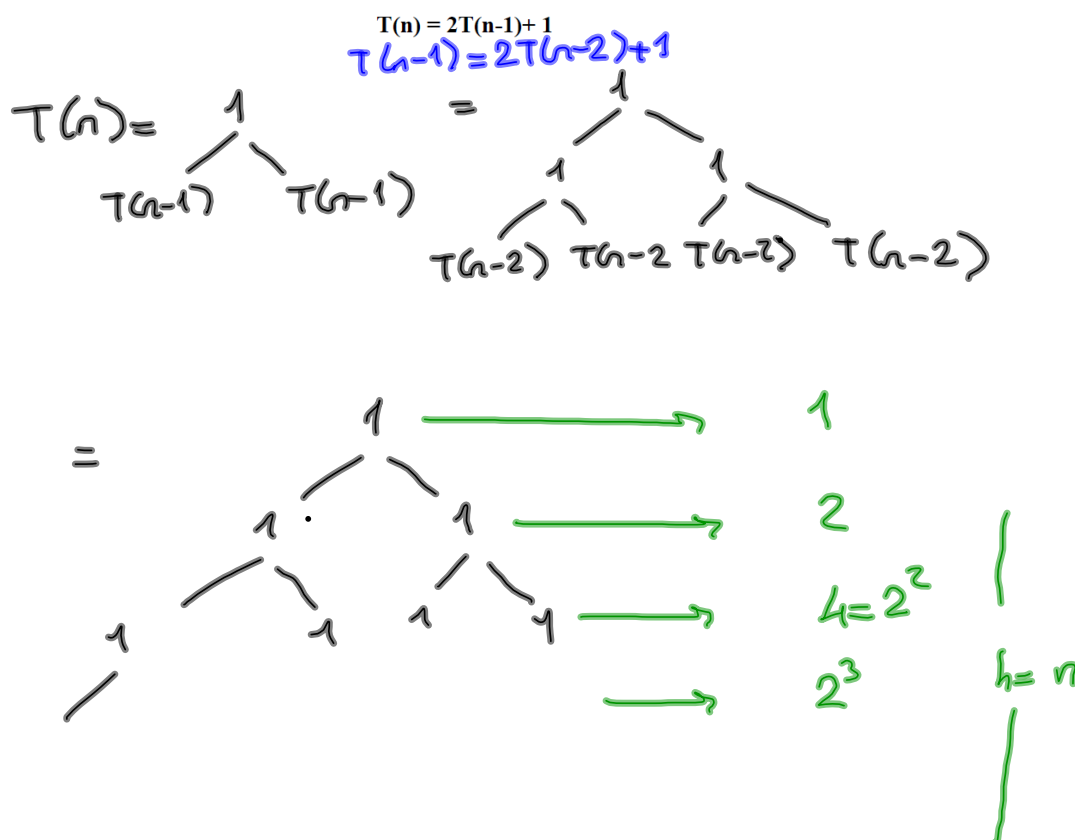 T(n) = 2T(n-1)+ 1
T(n-1)=2T(n-2)+1
T(n)= 1 = 1
1 1
T(n-1) T(n-1)
T(n-2) T(n-2 T(n-2) T(n-2)
1 1
=
1 1 2
1 1 1 1 4=2²
2³
h= n